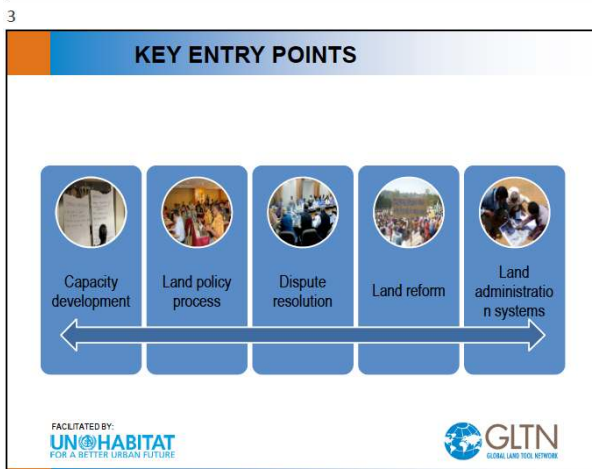 3
KEY ENTRY POINTS
Capacity
development
Land policy
process
Dispute
resolution
Land reform
Land
administratio
n systems
FACILITATED BY:
UN HABITAT
FOR A BETTER URBAN FUTURE
GLTN
GLOBAL LAND TOOL NETWORK